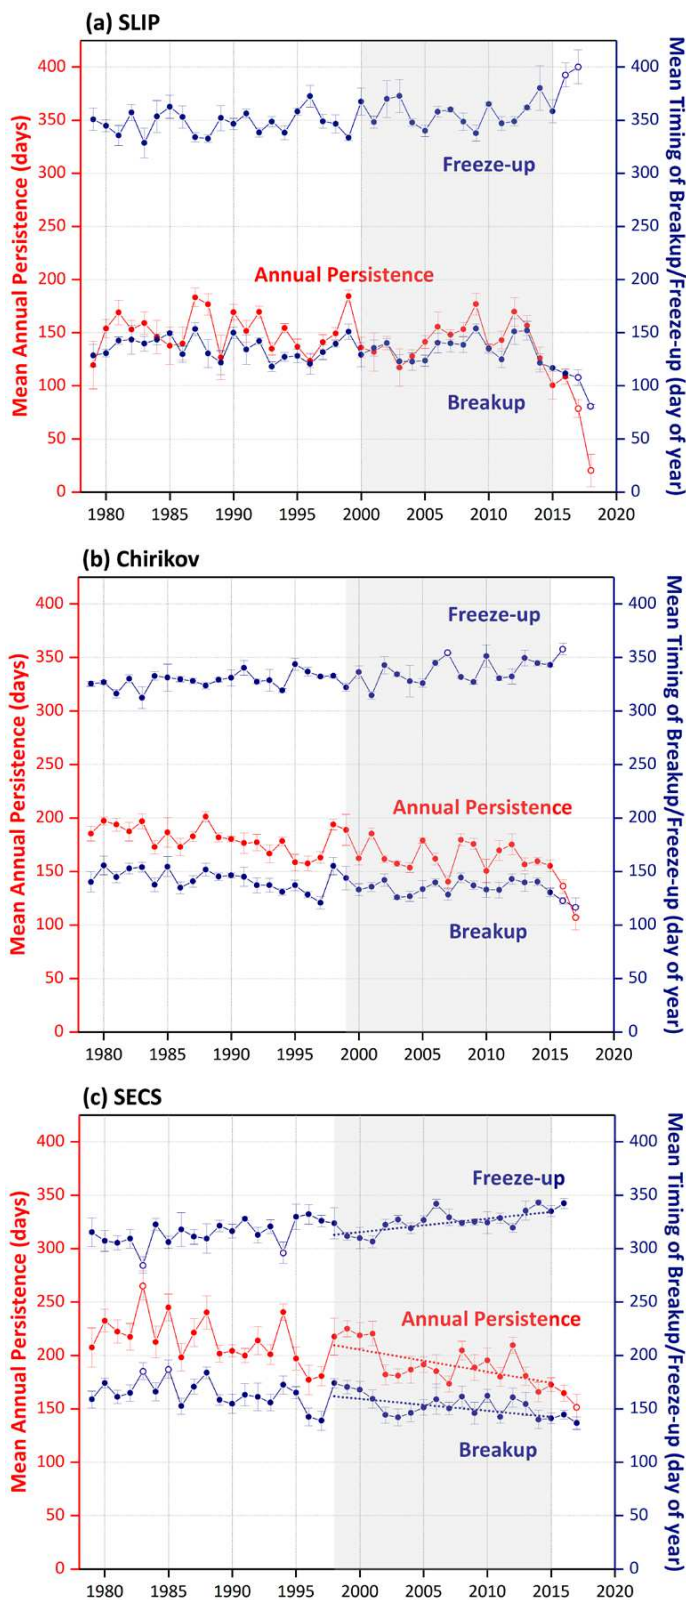 (a) SLIP
Mean Annual Persistence (days)
400
350
300
250
200
150
100
50
0
Freeze-up
Annual Persistence
Breakup
400
350
300
250
200
150
100
50
0
Mean Timing of Breakup/Freeze-up (day of year)
1980 1985 1990 1995 2000 2005 2010 2015 2020
(b) Chirikov
Mean Annual Persistence (days)
400
350
300
250
200
150
100
50
0
Freeze-up
Annual Persistence
Breakup
400
350
300
250
200
150
100
50
0
Mean Timing of Breakup/Freeze-up (day of year)
1980 1985 1990 1995 2000 2005 2010 2015 2020
(c) SECS
Mean Annual Persistence (days)
400
350
300
250
200
150
100
50
0
Freeze-up
Annual Persistence
Breakup
400
350
300
250
200
150
100
50
0
Mean Timing of Breakup/Freeze-up (day of year)
1980 1985 1990 1995 2000 2005 2010 2015 2020